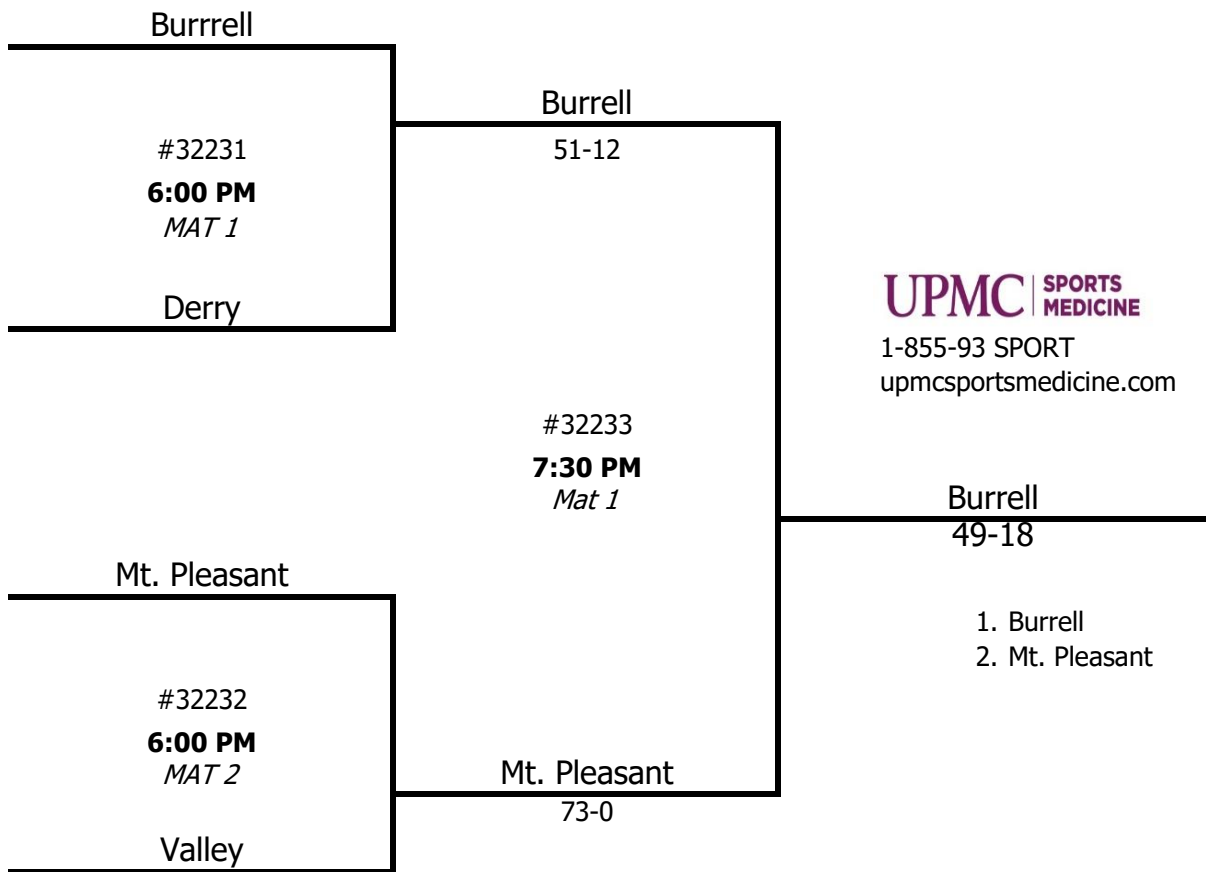 Burrrell
#32231
6:00 PM
MAT 1
Derry
Burrell
51-12
UPMC SPORTS MEDICINE
1-855-93 SPORT
upmcsportsmedicine.com
#32233
7:30 PM
Mat 1
Burrell
49-18
1. Burrell
2. Mt. Pleasant
Mt. Pleasant
#32232
6:00 PM
MAT 2
Valley
Mt. Pleasant
73-0